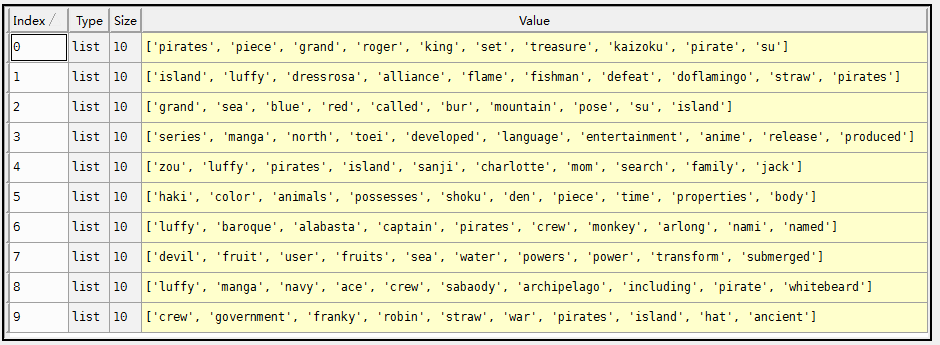 Index / Type Size Value
0 list 10 ['pirates', 'piece', 'grand', 'roger', 'king', 'set', 'treasure', 'kaizoku', 'pirate', 'su']
1 list 10 ['island', 'luffy', 'dressrosa', 'alliance', 'flame', 'fishman', 'defeat', 'doflamingo', 'straw', 'pirates']
2 list 10 ['grand', 'sea', 'blue', 'red', 'called', 'bur', 'mountain', 'pose', 'su', 'island']
3 list 10 ['series', 'manga', 'north', 'toei', 'developed', 'language', 'entertainment', 'anime', 'release', 'produced']
4 list 10 ['zou', 'luffy', 'pirates', 'island', 'sanji', 'charlotte', 'mom', 'search', 'family', 'jack']
5 list 10 ['haki', 'color', 'animals', 'possesses', 'shoku', 'den', 'piece', 'time', 'properties', 'body']
6 list 10 ['luffy', 'baroque', 'alabasta', 'captain', 'pirates', 'crew', 'monkey', 'arlong', 'nami', 'named']
7 list 10 ['devil', 'fruit', 'user', 'fruits', 'sea', 'water', 'powers', 'power', 'transform', 'submerged']
8 list 10 ['luffy', 'manga', 'navy', 'ace', 'crew', 'sabaody', 'archipelago', 'including', 'pirate', 'whitebeard']
9 list 10 ['crew', 'government', 'franky', 'robin', 'straw', 'war', 'pirates', 'island', 'hat', 'ancient']